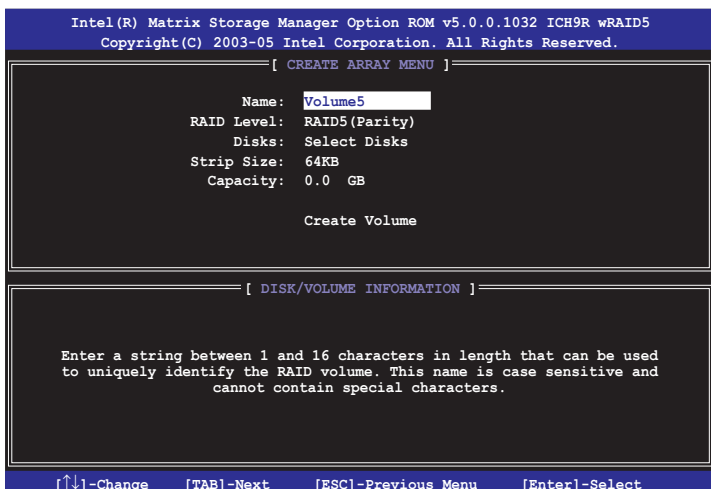 Intel(R) Matrix Storage Manager Option ROM v5.0.0.1032 ICH9R wRAID5
Copyright(C) 2003-05 Intel Corporation. All Rights Reserved.
[ CREATE ARRAY MENU ]
Name: Volume5
RAID Level: RAID5(Parity)
Disks: Select Disks
Strip Size: 64KB
Capacity: 0.0 GB
Create Volume
[ DISK/VOLUME INFORMATION ]
Enter a string between 1 and 16 characters in length that can be used
to uniquely identify the RAID volume. This name is case sensitive and
cannot contain special characters.
[↑↓]-Change [TAB]-Next [ESC]-Previous Menu [Enter]-Select